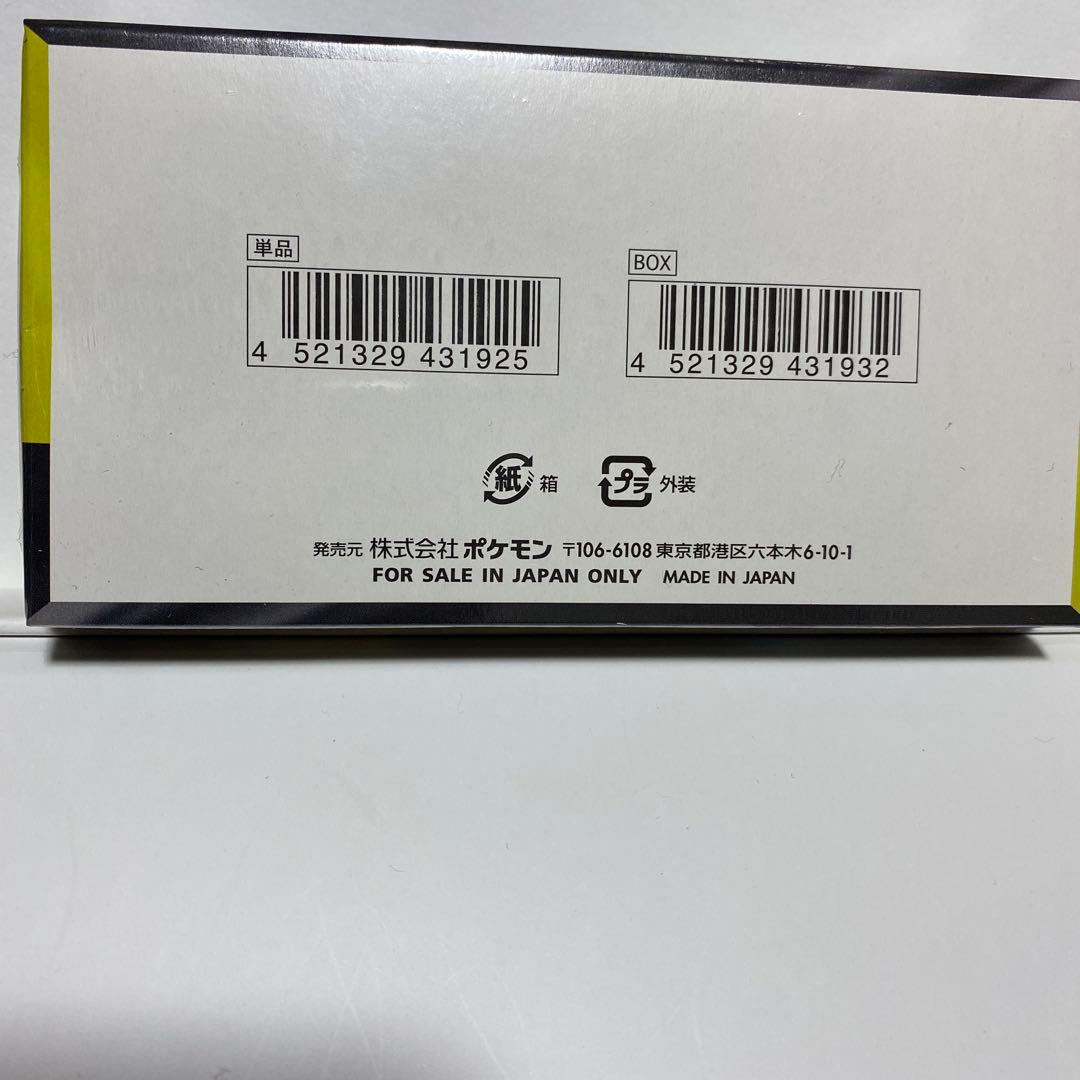 単品
BOX
4 521329 431925
4 521329 431932
紙 箱
プラ 外装
発売元 株式会社 ポケモン 〒106-6108 東京都港区六本木6-10-1
FOR SALE IN JAPAN ONLY MADE IN JAPAN